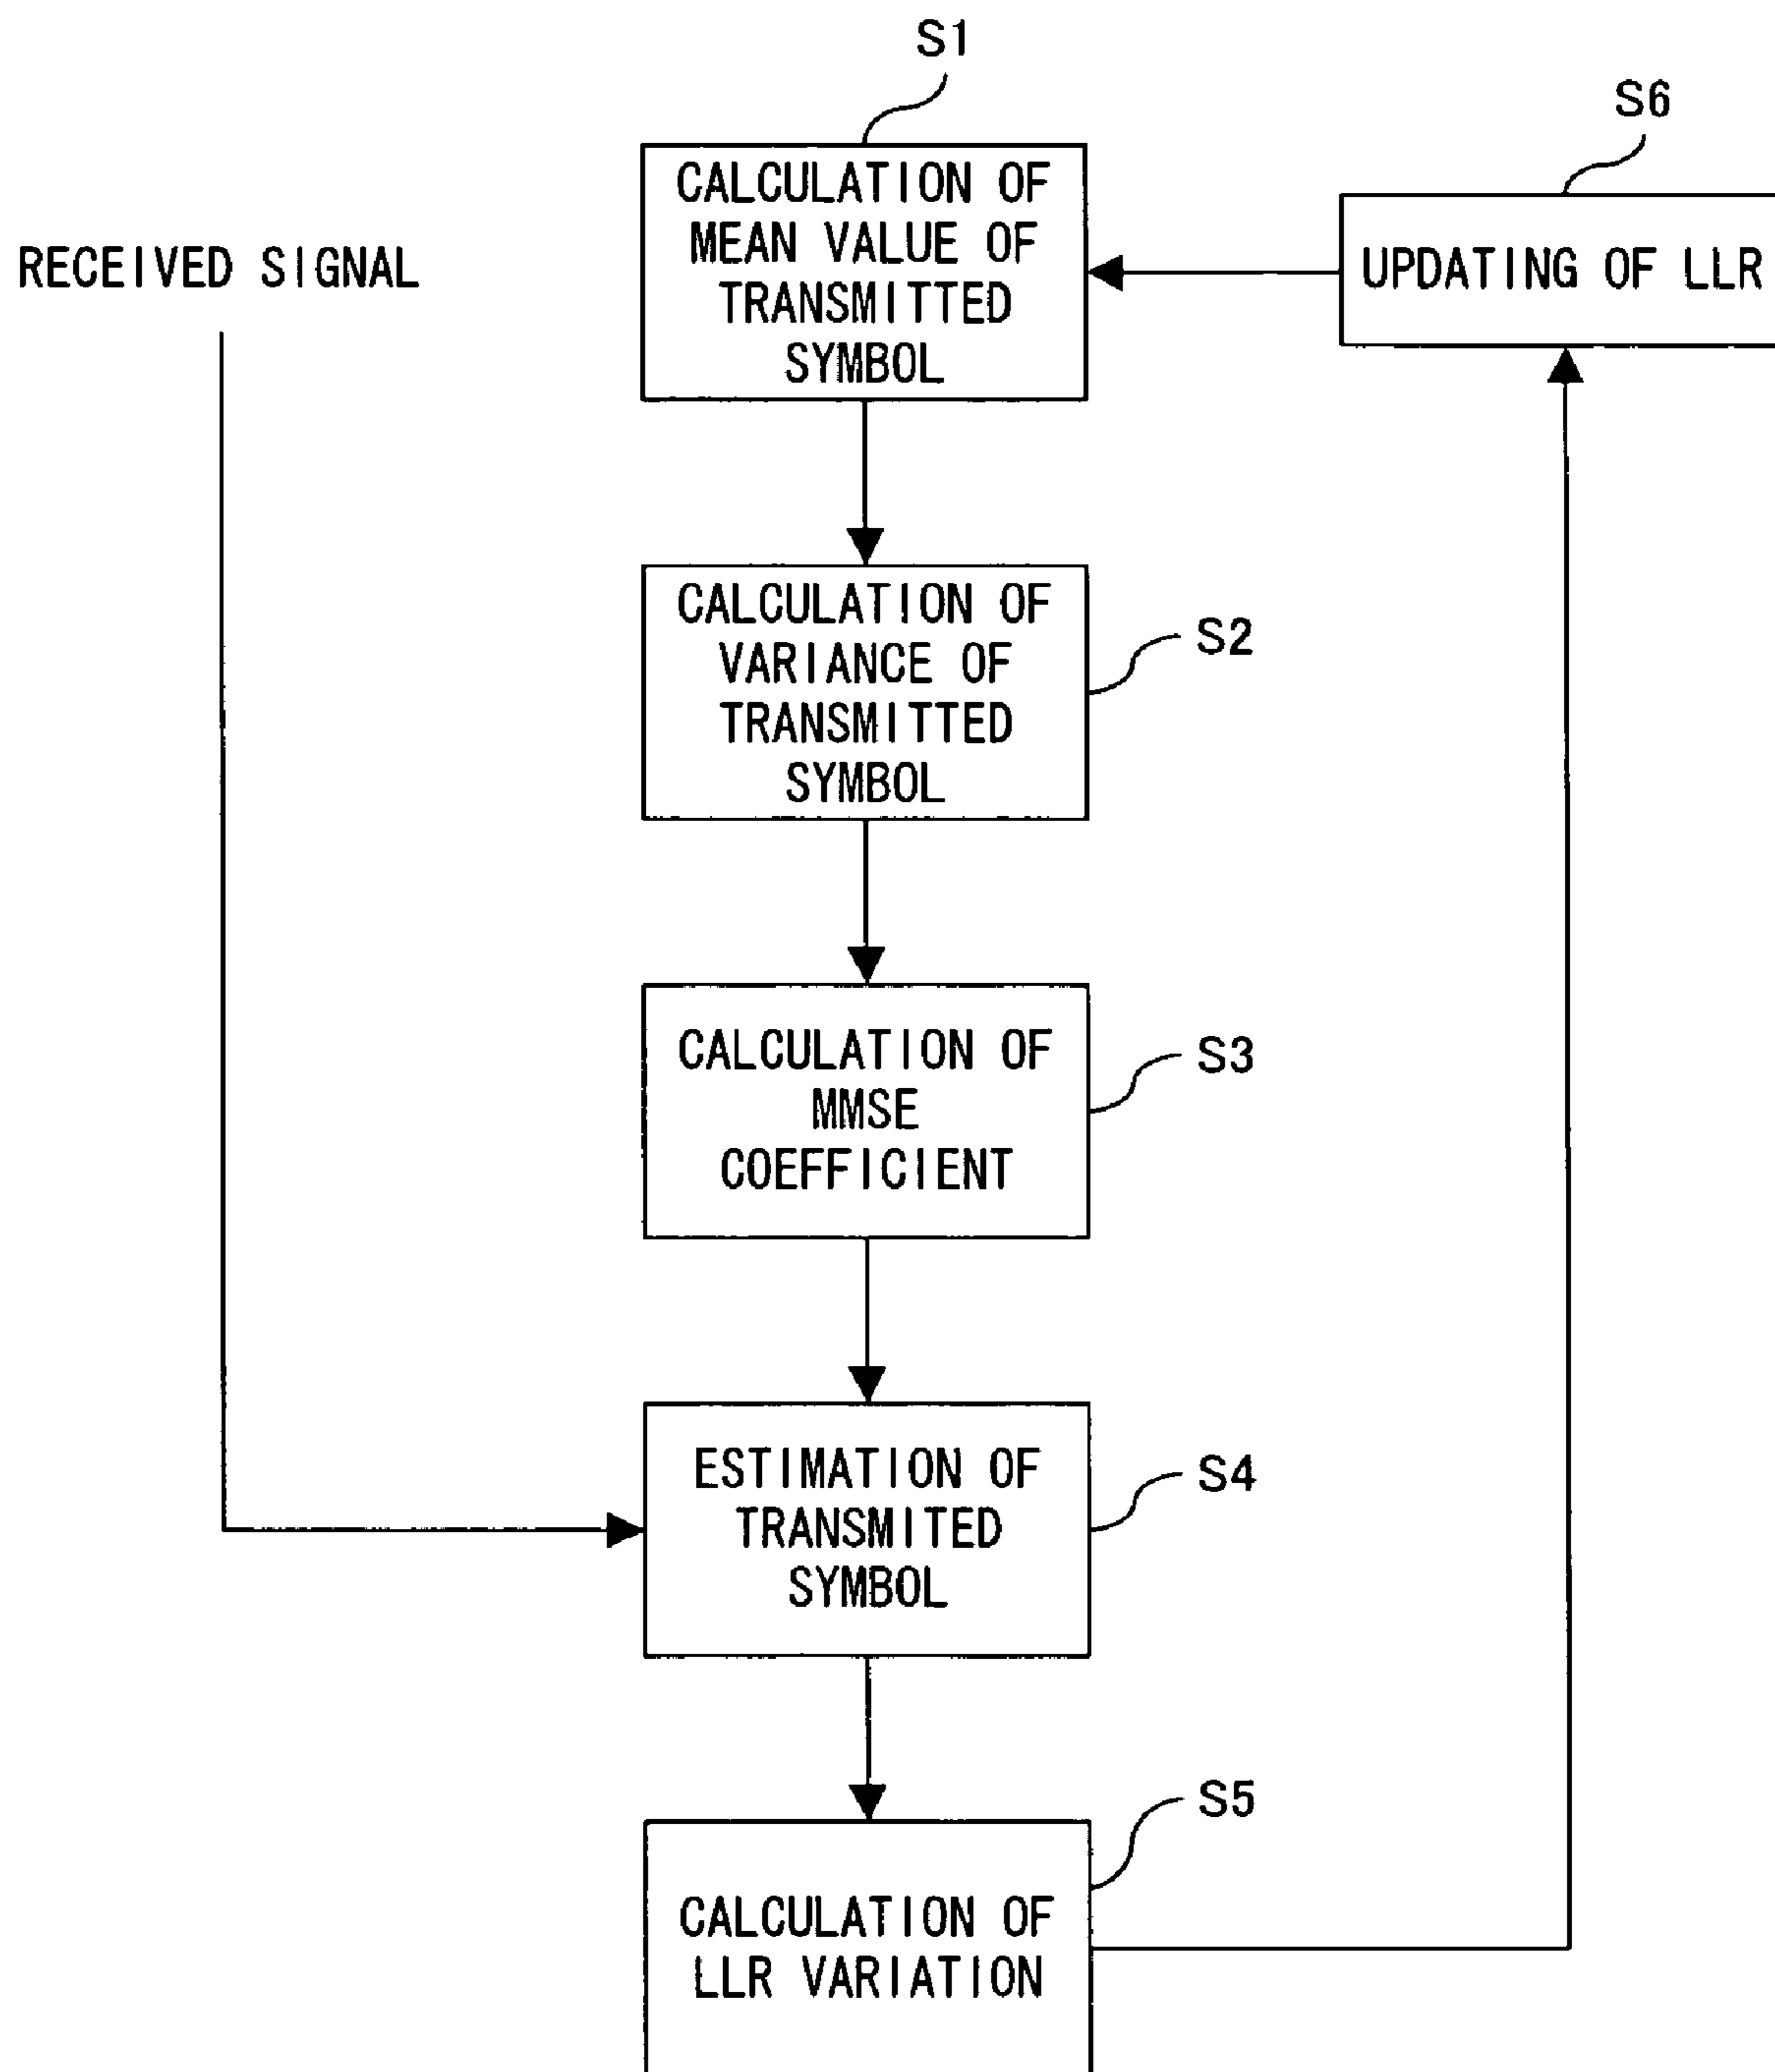 S1
S6
CALCULATION OF
MEAN VALUE OF
TRANSMITTED
SYMBOL
RECEIVED SIGNAL
UPDATING OF LLR
CALCULATION OF
VARIANCE OF
TRANSMITTED
SYMBOL
S2
CALCULATION OF
MMSE
COEFFICIENT
S3
ESTIMATION OF
TRANSMITED
SYMBOL
S4
S5
CALCULATION OF
LLR VARIATION